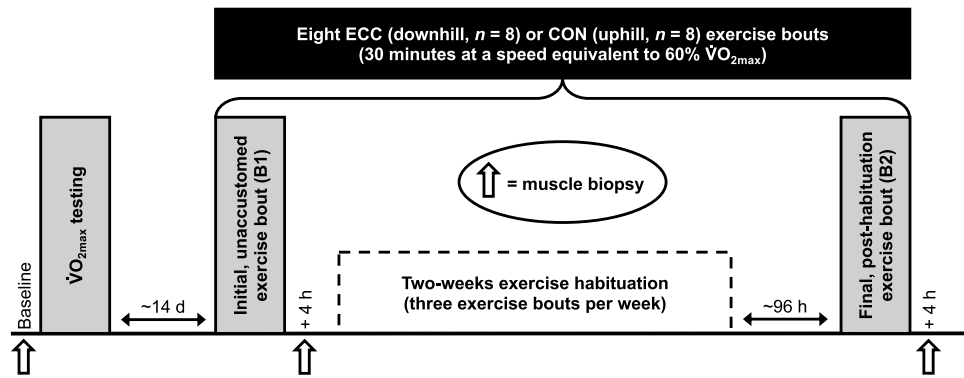 Eight ECC (downhill, n = 8) or CON (uphill, n = 8) exercise bouts
(30 minutes at a speed equivalent to 60% V̇O2max)
Baseline
V̇O2max testing
~14 d
Initial, unaccustomed
exercise bout (B1)
+ 4 h
= muscle biopsy
Two-weeks exercise habituation
(three exercise bouts per week)
~96 h
Final, post-habituation
exercise bout (B2)
+ 4 h